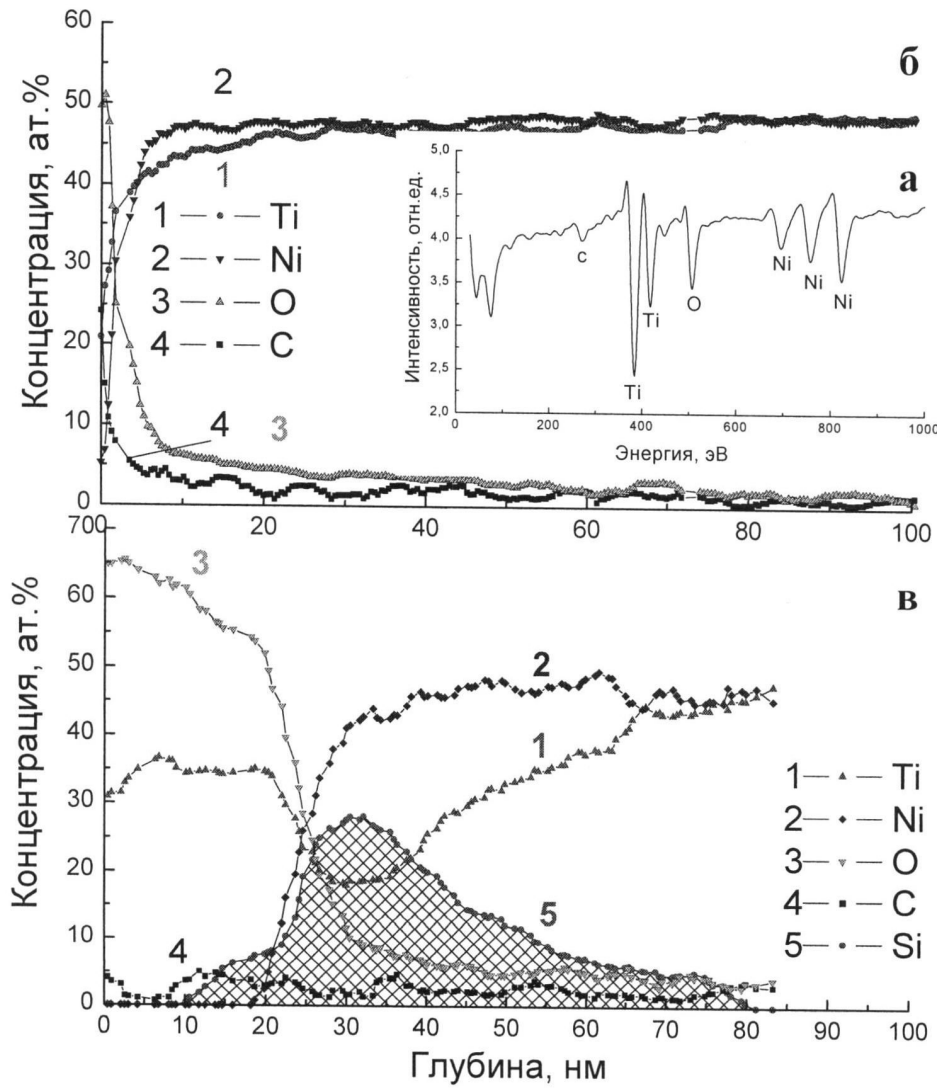 б
Концентрация, ат.%
60
50
40
30
20
10
0
2
1
1 Ti
2 Ni
3 O
4 C
4
3
20
40
60
80
100
а
Интенсивность, отн.ед.
5,0
4,5
4,0
3,5
3,0
2,5
2,0
с
Ti
Ti
O
Ni
Ni
Ni
0
200
400
600
800
1000
Энергия, эВ
в
Концентрация, ат.%
700
60
50
40
30
20
10
0
3
2
1
4
5
1 Ti
2 Ni
3 O
4 C
5 Si
0
10
20
30
40
50
60
70
80
90
100
Глубина, нм